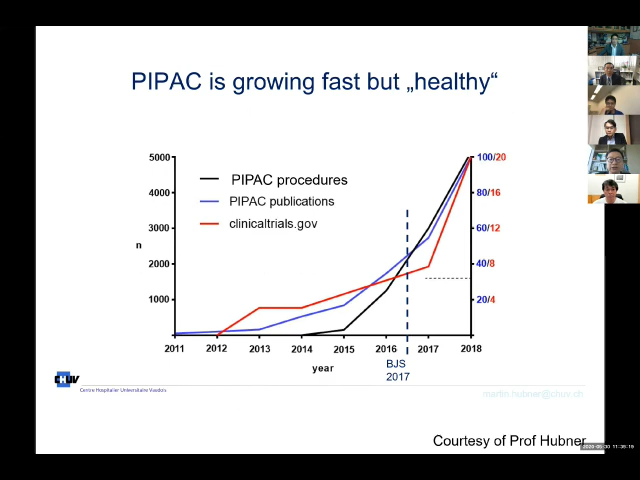 PIPAC is growing fast but „healthy“
5000
4000
3000
n
2000
1000
PIPAC procedures
PIPAC publications
clinicaltrials.gov
100/20
80/16
60/12
40/8
20/4
2011 2012 2013 2014 2015 2016 2017 2018
year
BJS
2017
CHUV
Centre Hospitalier Universitaire Vaudois
martin.hubner@chuv.ch
Courtesy of Prof Hubner